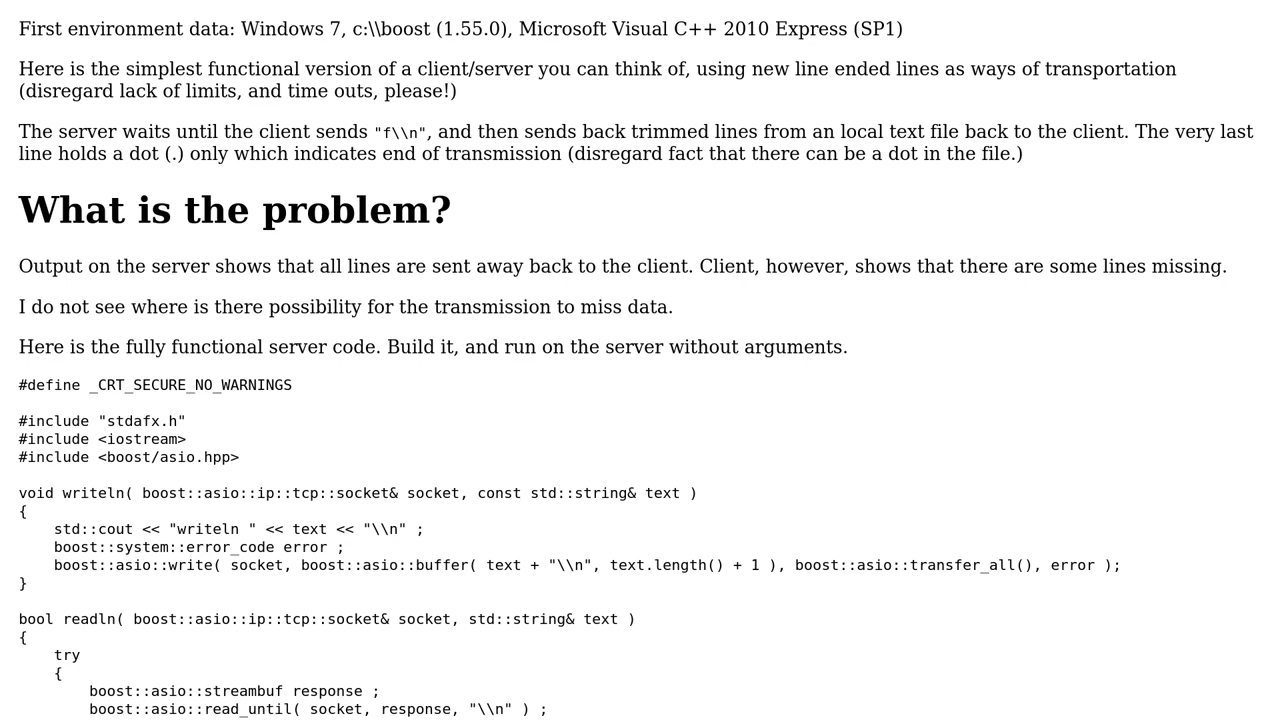 First environment data: Windows 7, c:\\boost (1.55.0), Microsoft Visual C++ 2010 Express (SP1)
Here is the simplest functional version of a client/server you can think of, using new line ended lines as ways of transportation
(disregard lack of limits, and time outs, please!)
The server waits until the client sends "f\\n", and then sends back trimmed lines from an local text file back to the client. The very last
line holds a dot (.) only which indicates end of transmission (disregard fact that there can be a dot in the file.)
What is the problem?
Output on the server shows that all lines are sent away back to the client. Client, however, shows that there are some lines missing.
I do not see where is there possibility for the transmission to miss data.
Here is the fully functional server code. Build it, and run on the server without arguments.
#define _CRT_SECURE_NO_WARNINGS
#include "stdafx.h"
#include <iostream>
#include <boost/asio.hpp>
void writeln( boost::asio::ip::tcp::socket& socket, const std::string& text )
{
    std::cout << "writeln " << text << "\\n" ;
    boost::system::error_code error ;
    boost::asio::write( socket, boost::asio::buffer( text + "\\n", text.length() + 1 ), boost::asio::transfer_all(), error );
}
bool readln( boost::asio::ip::tcp::socket& socket, std::string& text )
{
    try
    {
        boost::asio::streambuf response ;
        boost::asio::read_until( socket, response, "\\n" ) ;